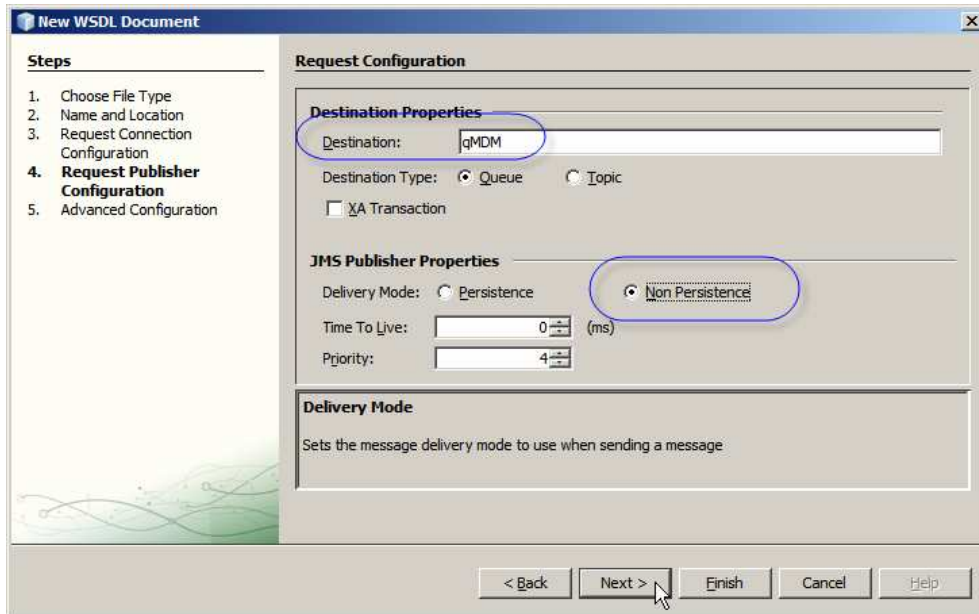 New WSDL Document
Steps
1. Choose File Type
2. Name and Location
3. Request Connection
Configuration
4. Request Publisher
Configuration
5. Advanced Configuration
Request Configuration
Destination Properties
Destination: qMDM
Destination Type: Queue Topic
XA Transaction
JMS Publisher Properties
Delivery Mode: Persistence Non Persistence
Time To Live: 0 (ms)
Priority: 4
Delivery Mode
Sets the message delivery mode to use when sending a message
< Back Next > Finish Cancel Help